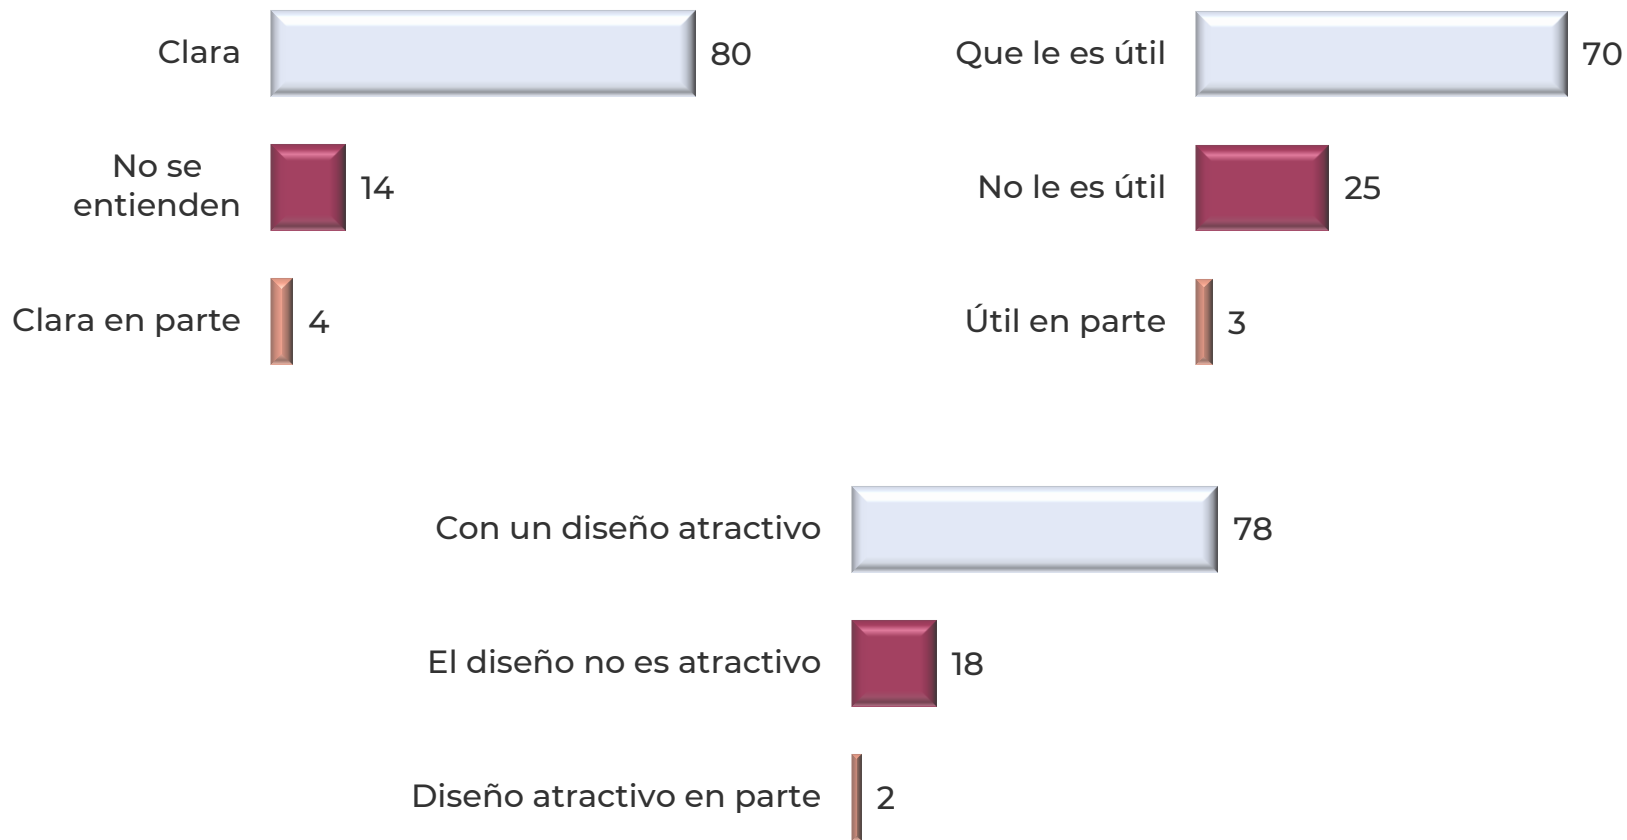 Clara
80
No se
entienden
14
Clara en parte
4
Que le es útil
70
No le es útil
25
Útil en parte
3
Con un diseño atractivo
78
El diseño no es atractivo
18
Diseño atractivo en parte
2